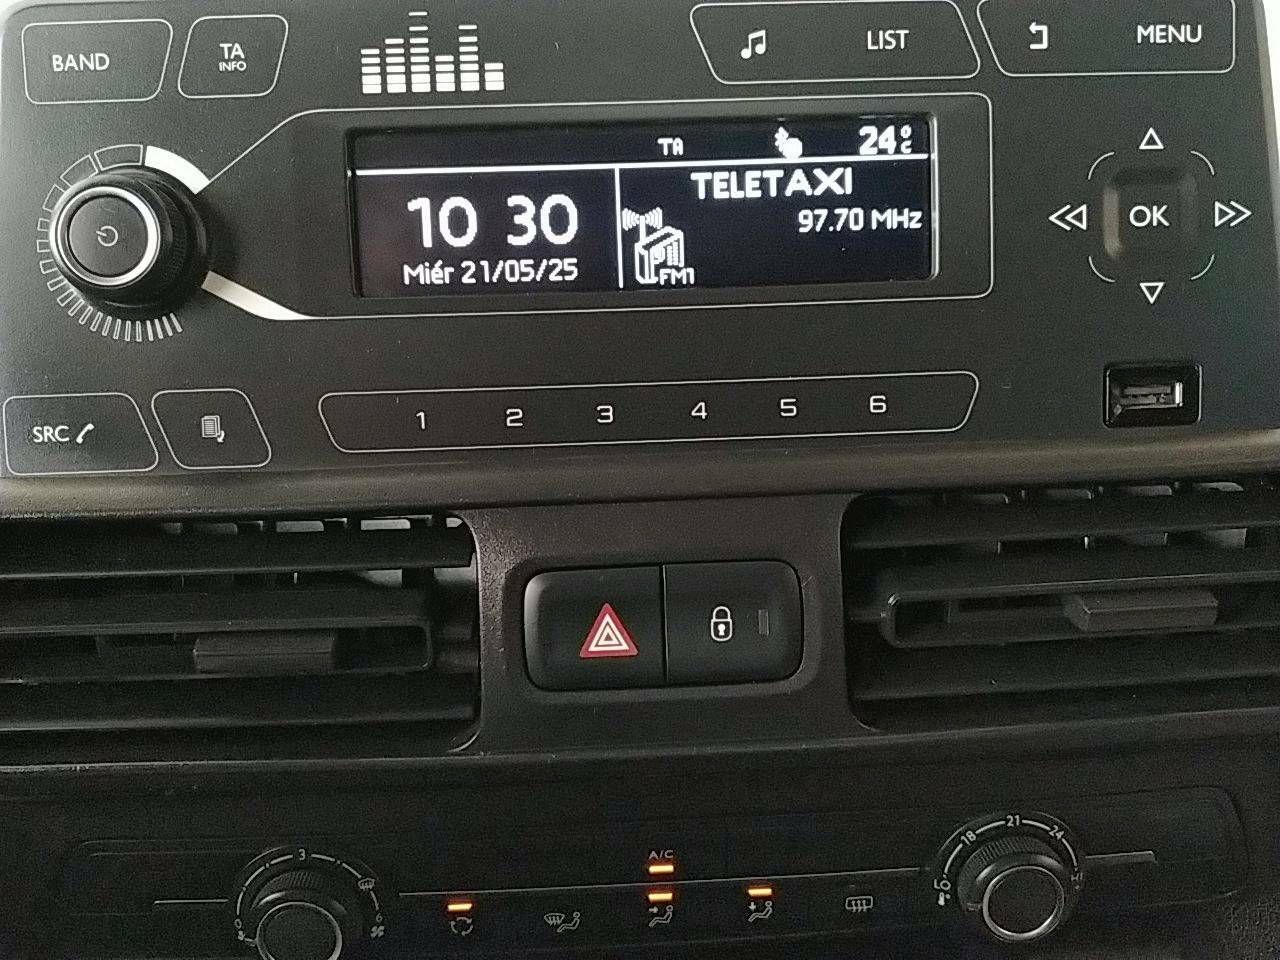 BAND
TA
INFO
LIST
MENU
TA
24°C
10 30
TELETAXI
97.70 MHz
Miér 21/05/25
FM1
OK
SRC
1 2 3 4 5 6
A/C
3
6
18 21 24